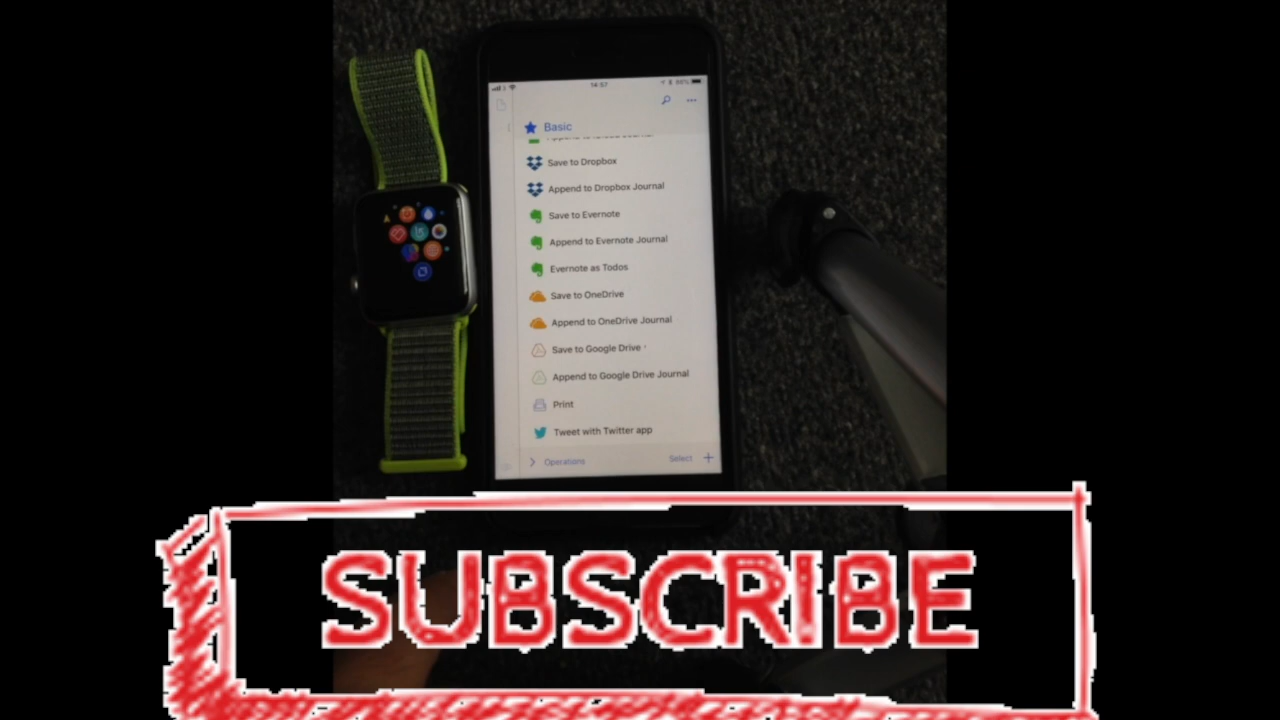 14:57
Basic
Save to Dropbox
Append to Dropbox Journal
Save to Evernote
Append to Evernote Journal
Evernote as Todos
Save to OneDrive
Append to OneDrive Journal
Save to Google Drive
Append to Google Drive Journal
Print
Tweet with Twitter app
Operations Select
SUBSCRIBE